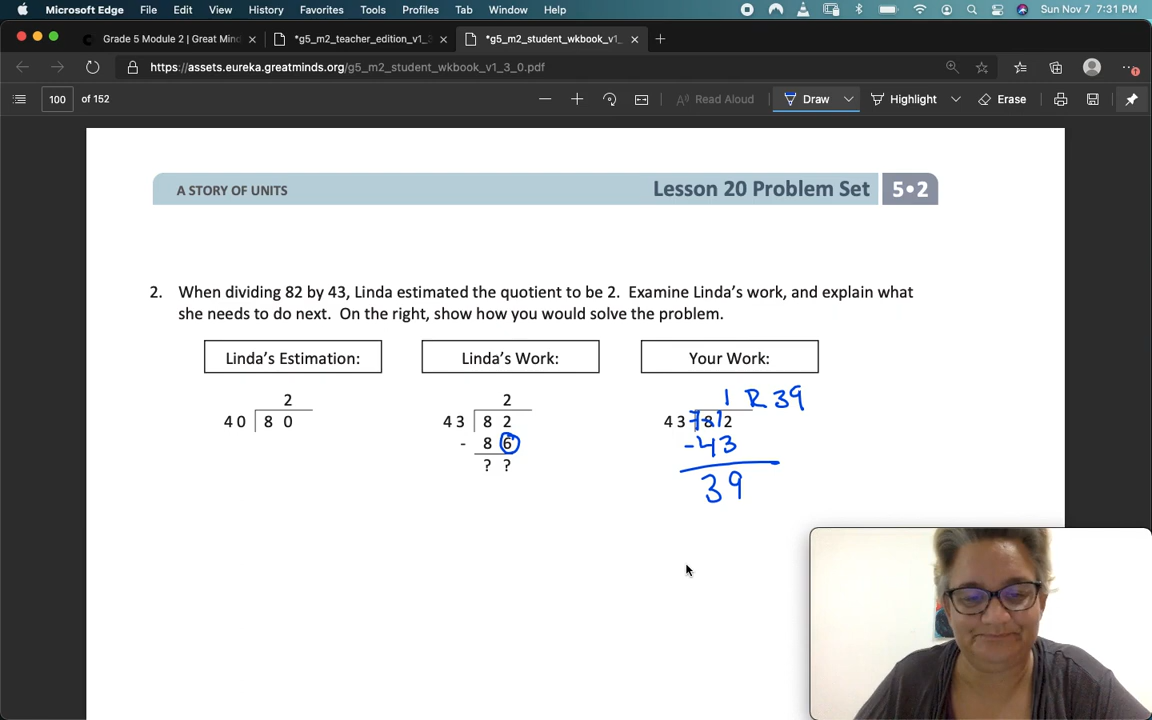 Microsoft Edge File Edit View History Favorites Tools Profiles Tab Window Help Sun Nov 7 7:31 PM
Grade 5 Module 2 | Great Mind *g5_m2_teacher_edition_v1_3 *g5_m2_student_wkbook_v1_
https://assets.eureka.greatminds.org/g5_m2_student_wkbook_v1_3_0.pdf
100 of 152 Read Aloud Draw Highlight Erase
A STORY OF UNITS Lesson 20 Problem Set 5•2
2. When dividing 82 by 43, Linda estimated the quotient to be 2. Examine Linda's work, and explain what
she needs to do next. On the right, show how you would solve the problem.
Linda's Estimation: Linda's Work: Your Work:
2 2 1 R 39
40 80 43 82 43 7 1 82
- 86 -43
? ? 39